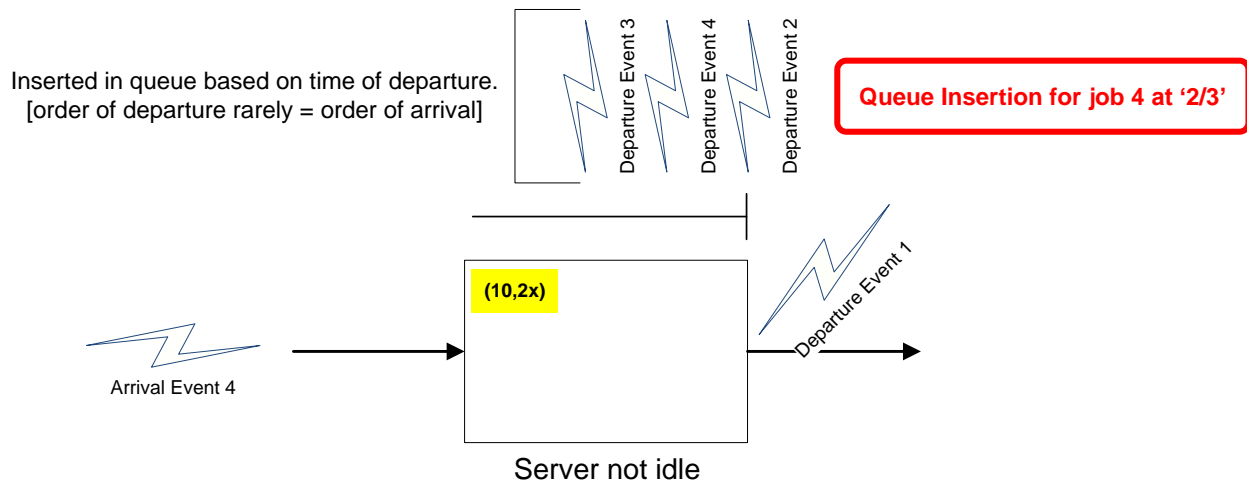 Inserted in queue based on time of departure.
[order of departure rarely = order of arrival]
Departure Event 3
Departure Event 4
Departure Event 2
Queue Insertion for job 4 at ‘2/3’
(10,2x)
Departure Event 1
Arrival Event 4
Server not idle